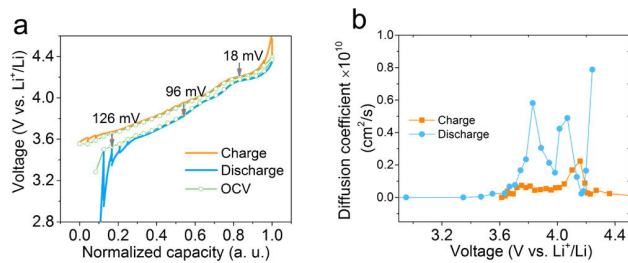 a
Voltage (V vs. Li⁺/Li)
4.4
4.0
3.6
3.2
2.8
18 mV
96 mV
126 mV
Charge
Discharge
OCV
0.0 0.2 0.4 0.6 0.8 1.0
Normalized capacity (a. u.)
b
Diffusion coefficient ×10¹⁰
(cm²/s)
1.0
0.8
0.6
0.4
0.2
0.0
Charge
Discharge
3.0 3.5 4.0 4.5
Voltage (V vs. Li⁺/Li)